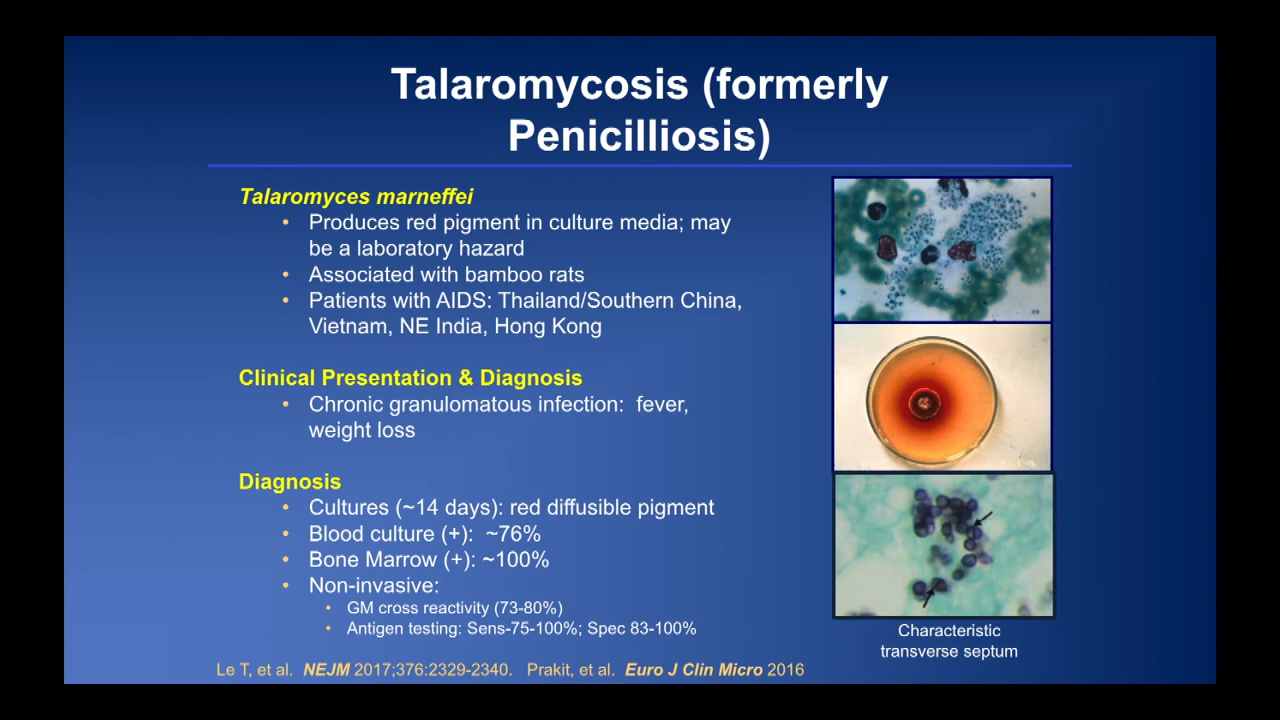 Talaromycosis (formerly
Penicilliosis)
Talaromyces marneffei
• Produces red pigment in culture media; may
be a laboratory hazard
• Associated with bamboo rats
• Patients with AIDS: Thailand/Southern China,
Vietnam, NE India, Hong Kong
Clinical Presentation & Diagnosis
• Chronic granulomatous infection: fever,
weight loss
Diagnosis
• Cultures (~14 days): red diffusible pigment
• Blood culture (+): ~76%
• Bone Marrow (+): ~100%
• Non-invasive:
• GM cross reactivity (73-80%)
• Antigen testing: Sens-75-100%; Spec 83-100%
Characteristic
transverse septum
Le T, et al. NEJM 2017;376:2329-2340. Prakit, et al. Euro J Clin Micro 2016